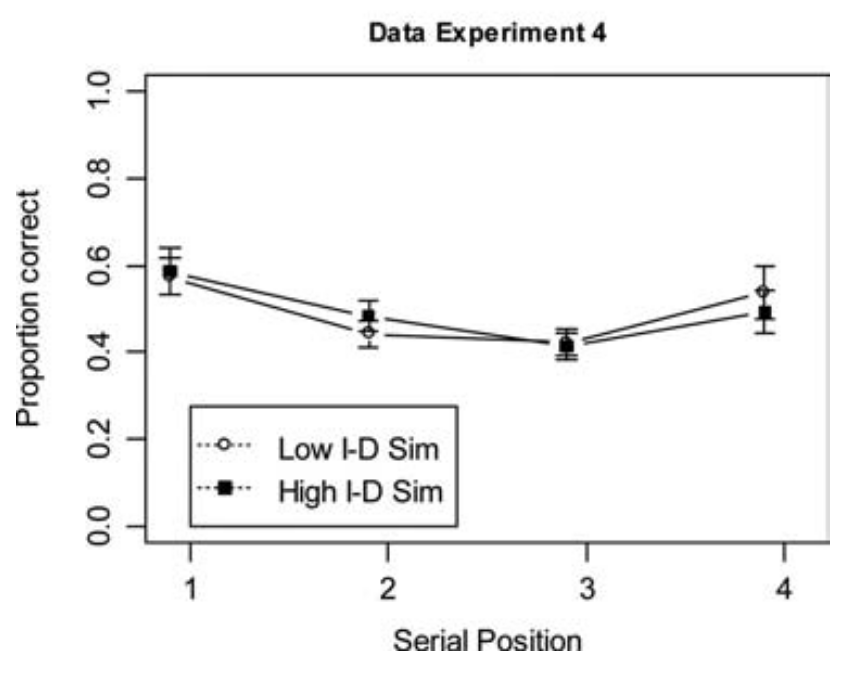 Data Experiment 4
Proportion correct
1.0
0.8
0.6
0.4
0.2
0.0
Low I-D Sim
High I-D Sim
1 2 3 4
Serial Position